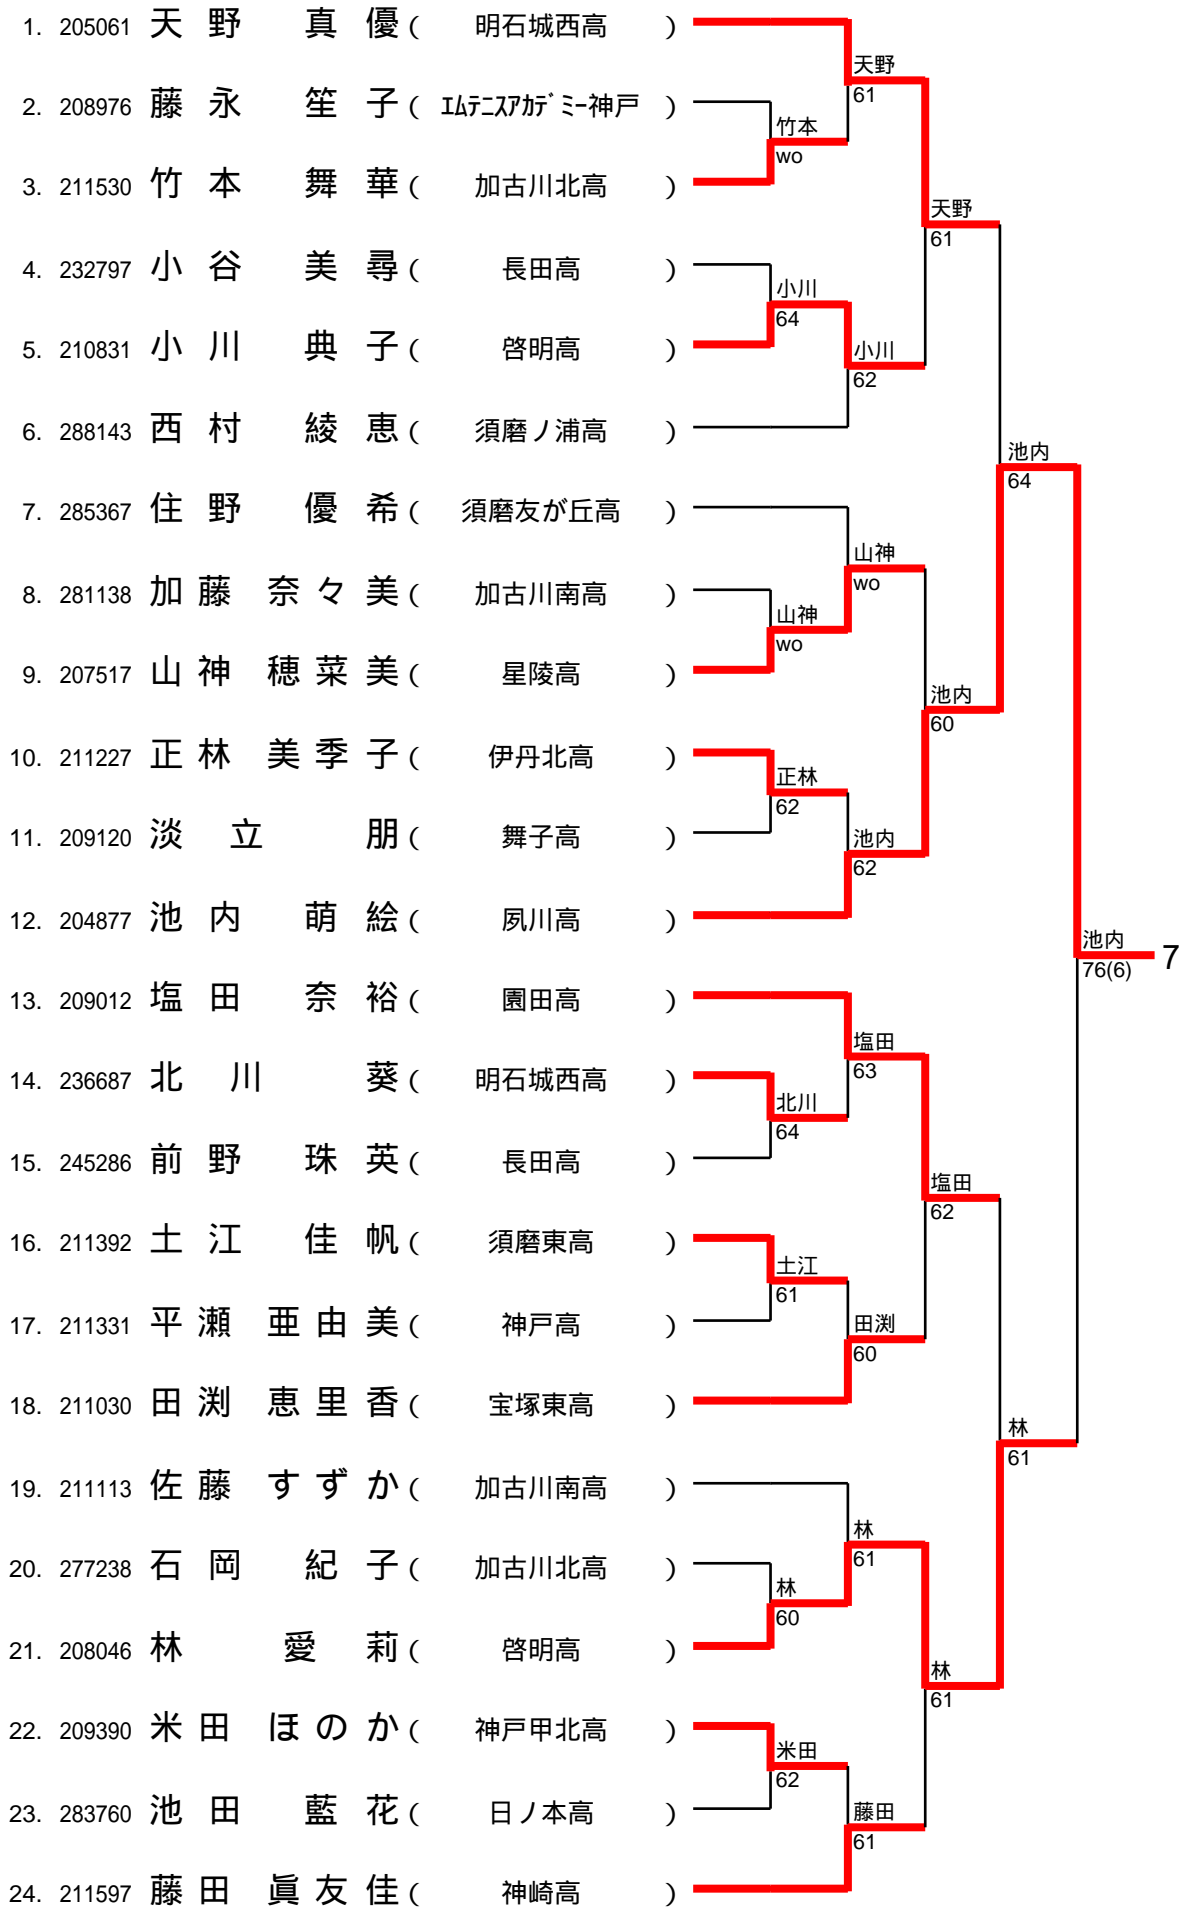 1. 205061 天野 真優 ( 明石城西高 )
天野
61
2. 208976 藤永 笙子 ( エムテニスアカデミー神戸 )
竹本
wo
3. 211530 竹本 舞華 ( 加古川北高 )
天野
61
4. 232797 小谷 美尋 ( 長田高 )
小川
64
5. 210831 小川 典子 ( 啓明高 )
小川
62
6. 288143 西村 綾恵 ( 須磨ノ浦高 )
池内
64
7. 285367 住野 優希 ( 須磨友が丘高 )
山神
wo
8. 281138 加藤 奈々美 ( 加古川南高 )
山神
wo
9. 207517 山神 穂菜美 ( 星陵高 )
池内
60
10. 211227 正林 美季子 ( 伊丹北高 )
正林
62
11. 209120 淡立 朋 ( 舞子高 )
池内
62
12. 204877 池内 萌絵 ( 夙川高 )
池内
76(6)
7
13. 209012 塩田 奈裕 ( 園田高 )
塩田
63
14. 236687 北川 葵 ( 明石城西高 )
北川
64
15. 245286 前野 珠英 ( 長田高 )
塩田
62
16. 211392 土江 佳帆 ( 須磨東高 )
土江
61
17. 211331 平瀬 亜由美 ( 神戸高 )
田渕
60
18. 211030 田渕 恵里香 ( 宝塚東高 )
林
61
19. 211113 佐藤 すずか ( 加古川南高 )
林
61
20. 277238 石岡 紀子 ( 加古川北高 )
林
60
21. 208046 林 愛莉 ( 啓明高 )
林
61
22. 209390 米田 ほのか ( 神戸甲北高 )
米田
62
23. 283760 池田 藍花 ( 日ノ本高 )
藤田
61
24. 211597 藤田 眞友佳 ( 神崎高 )